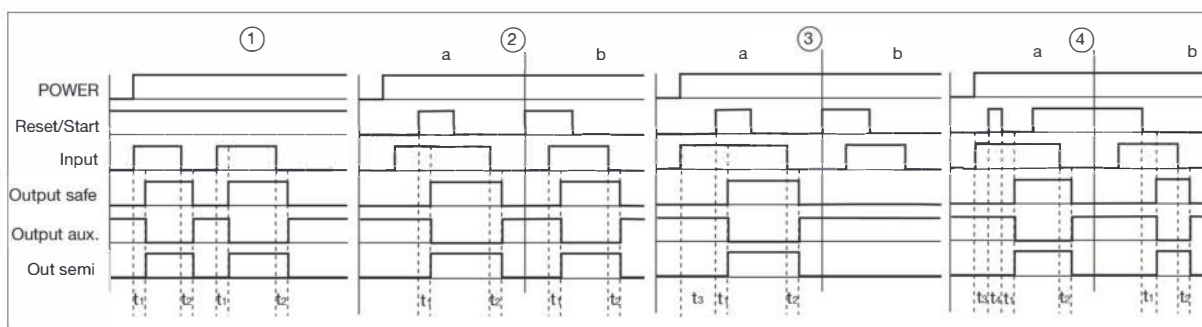 ① ② ③ ④
a b a b a b
POWER
Reset/Start
Input
Output safe
Output aux.
Out semi
t1 t2 t1 t2 t1 t2 t1 t2 t3 t1 t2 t3 t4 t1 t2 t1 t2